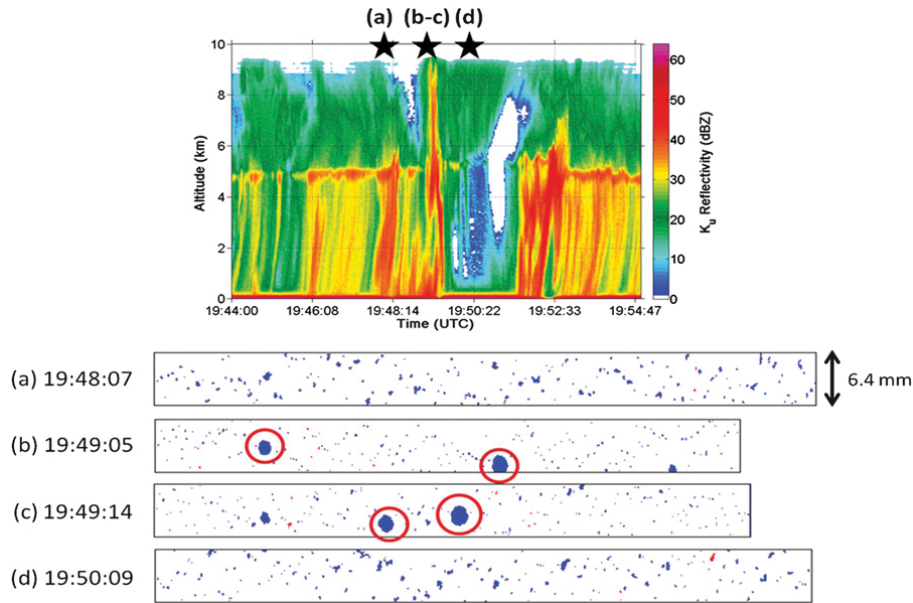 (a) (b-c) (d)
10
8
6
4
2
0
Altitude (km)
19:44:00 19:46:08 19:48:14 19:50:22 19:52:33 19:54:47
Time (UTC)
60
50
40
30
20
10
0
Ku Reflectivity (dBZ)
(a) 19:48:07
6.4 mm
(b) 19:49:05
(c) 19:49:14
(d) 19:50:09